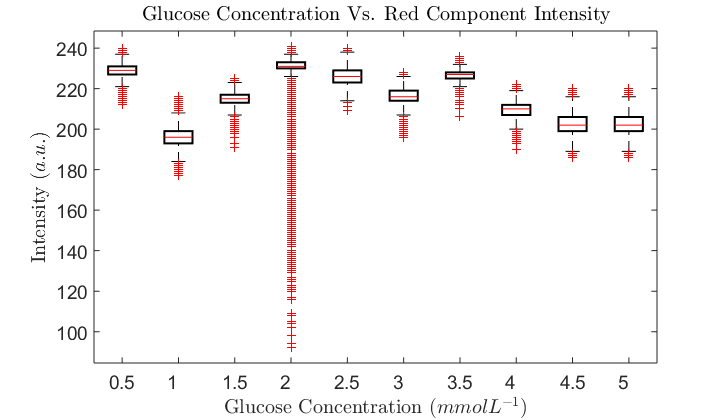 Glucose Concentration Vs. Red Component Intensity
240
220
200
180
160
140
120
100
Intensity (a.u.)
0.5 1 1.5 2 2.5 3 3.5 4 4.5 5
Glucose Concentration (mmolL⁻¹)